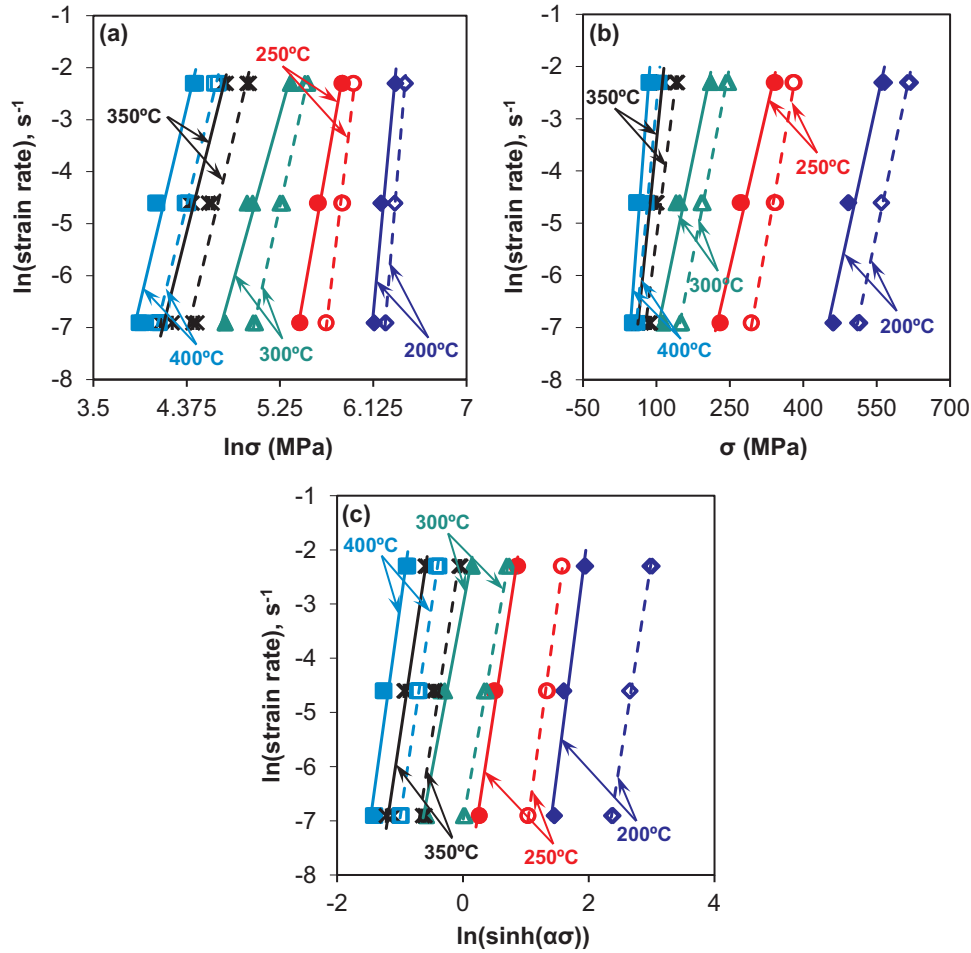 (a)
-1
-2
-3
-4
-5
-6
-7
-8
ln(strain rate), s-1
250ºC
350ºC
400ºC
300ºC
200ºC
3.5
4.375
5.25
6.125
7
lnσ (MPa)
(b)
-1
-2
-3
-4
-5
-6
-7
-8
ln(strain rate), s-1
350ºC
250ºC
300ºC
200ºC
400ºC
-50
100
250
400
550
700
σ (MPa)
(c)
-1
-2
-3
-4
-5
-6
-7
-8
ln(strain rate), s-1
300ºC
400ºC
200ºC
350ºC
250ºC
-2
0
2
4
ln(sinh(ασ))